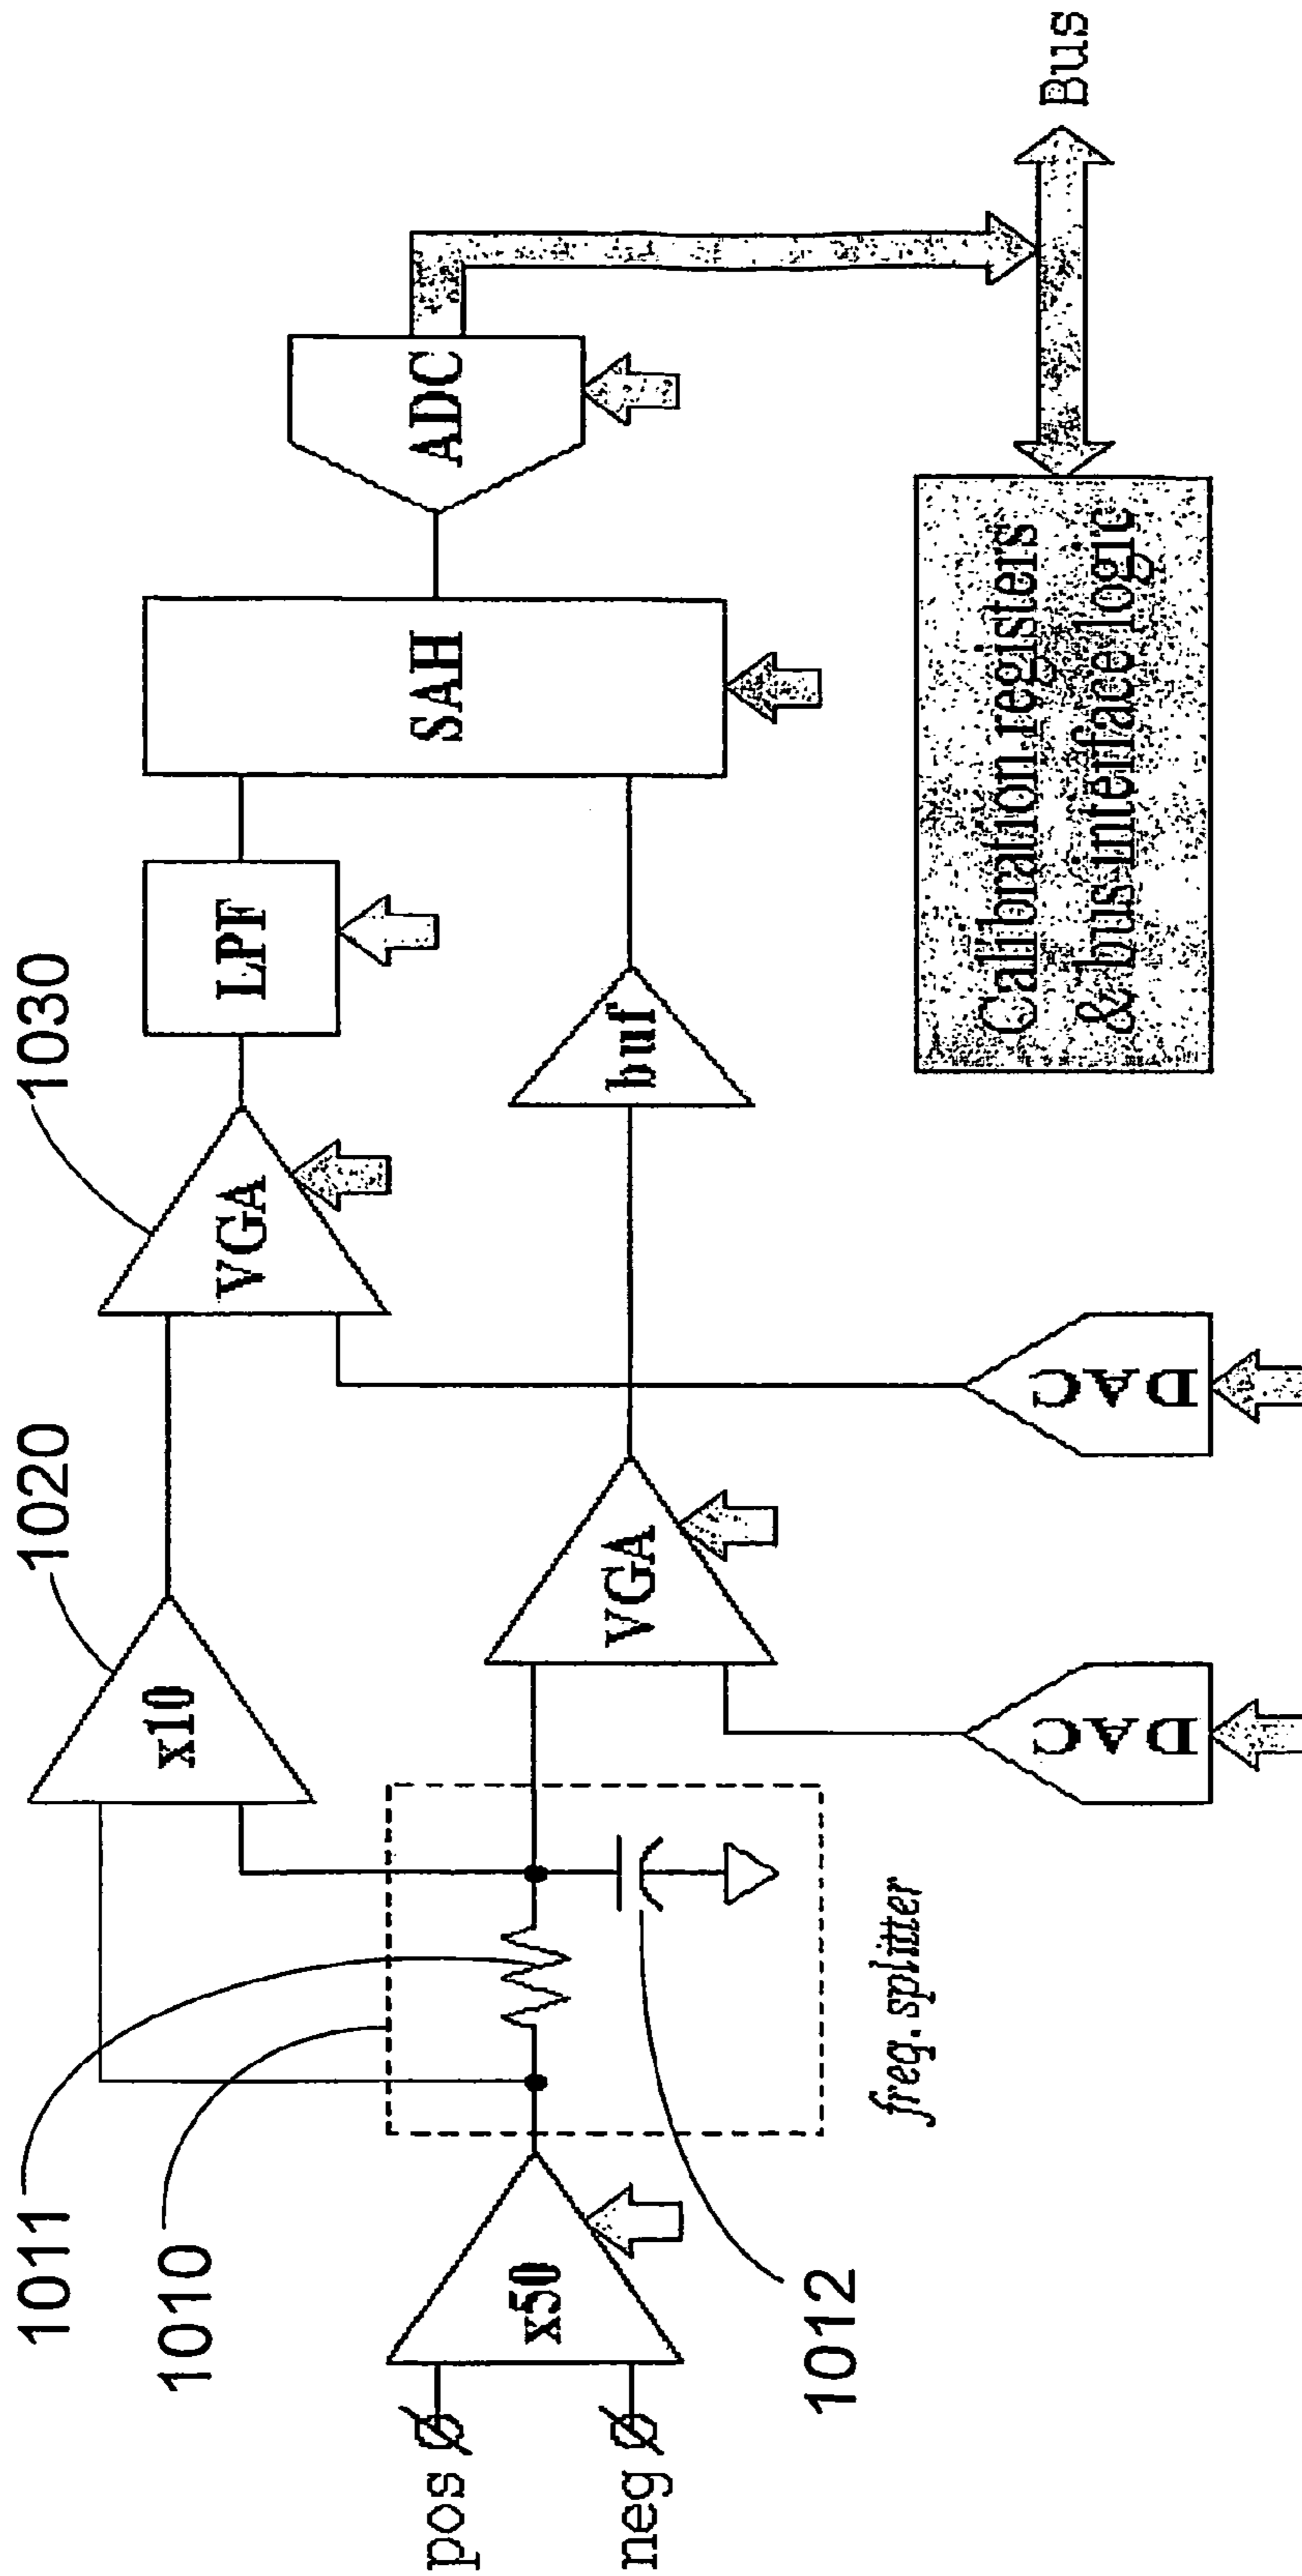 1030
1020
1011
1010
1012
x10
VGA
LPF
SAH
ADC
pos
neg
x50
VGA
buf
freq. splitter
DAC
DAC
Calibration registers
& bus interface logic
Bus